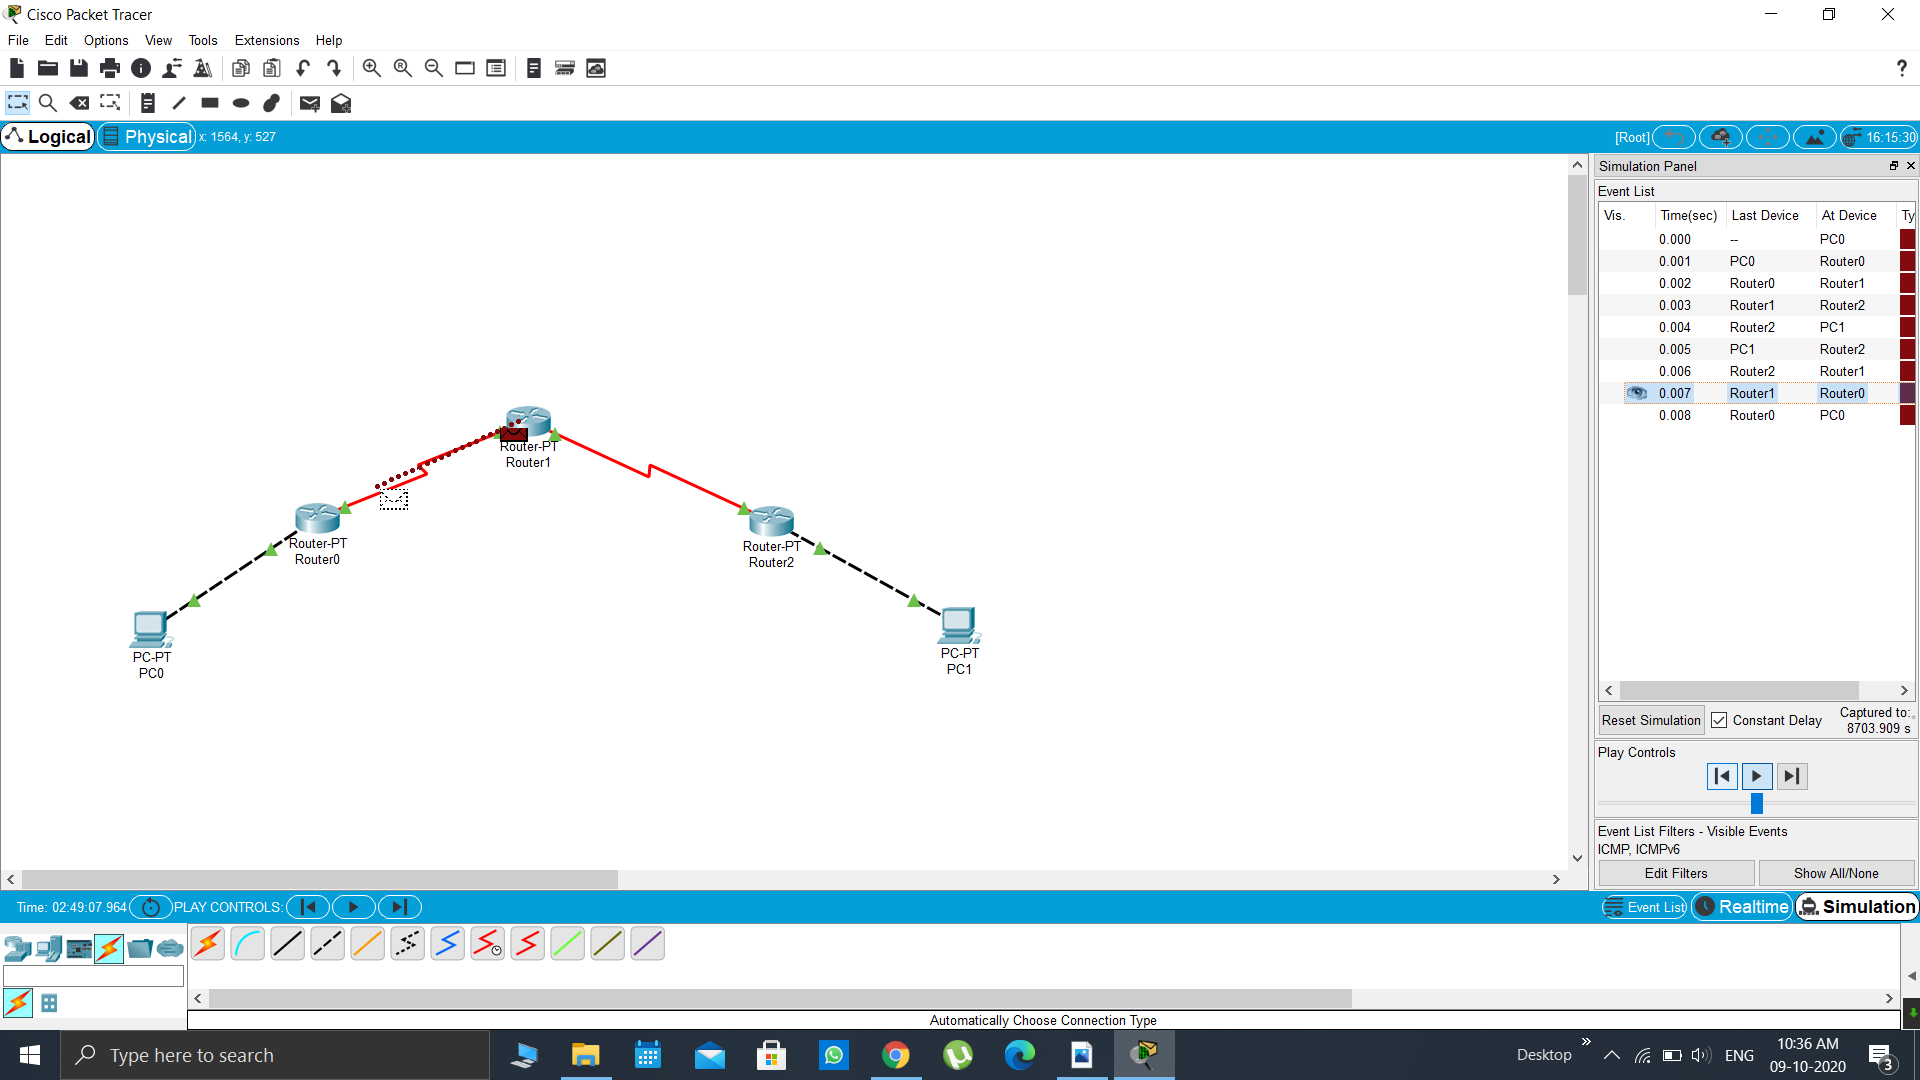 Cisco Packet Tracer
File Edit Options View Tools Extensions Help
?
Logical Physical x: 1564, y: 527 [Root] 16:15:30
Simulation Panel
Event List
Vis. Time(sec) Last Device At Device Ty
0.000 -- PC0
0.001 PC0 Router0
0.002 Router0 Router1
0.003 Router1 Router2
0.004 Router2 PC1
0.005 PC1 Router2
0.006 Router2 Router1
0.007 Router1 Router0
0.008 Router0 PC0
Router-PT
Router1
Router-PT
Router0
Router-PT
Router2
PC-PT
PC0
PC-PT
PC1
Reset Simulation Constant Delay Captured to:
8703.909 s
Play Controls
Event List Filters - Visible Events
ICMP, ICMPv6
Edit Filters Show All/None
Time: 02:49:07.964 PLAY CONTROLS: Event List Realtime Simulation
Automatically Choose Connection Type
Type here to search
Desktop » ENG 10:36 AM
09-10-2020
3